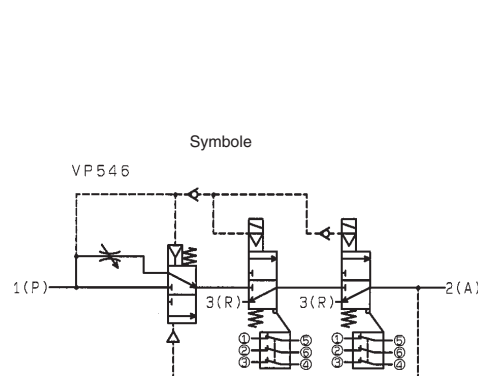 Symbole
VP546
1(P) 3(R) 3(R) 2(A)
① ⑤ ① ⑤
② ⑥ ② ⑥
③ ④ ③ ④